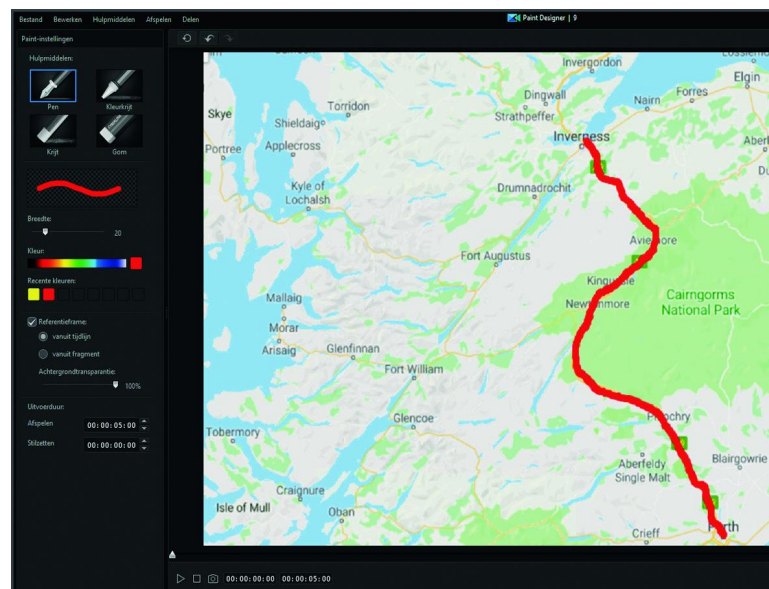 Bestand Bewerken Hulpmiddelen Afspelen Delen
Paint Designer | 9
Paint-instellingen
Hulpmiddelen:
Pen
Kleurkrijt
Krijt
Gom
Breedte:
20
Kleur:
Recente kleuren:
Referentieframe:
vanuit tijdlijn
vanuit fragment
Achtergrondtransparantie:
100%
Uitvoerduur:
Afspelen 00:00:05:00
Stilzetten 00:00:00:00
Invergordon
Elgin
Dingwall
Forres
Nairn
Torridon
Strathpeffer
Skye
Shieldaig
Inverness
Portree
Applecross
Kyle of
Lochalsh
Drumnadrochit
Fort Augustus
Cairngorms
National Park
Mallaig
Morar
Arisaig
Glenfinnan
Fort William
Glencoe
Tobermory
Blairgowrie
Aberfeldy
Single Malt
Craignure
Isle of Mull
Oban
Crieff
00:00:00:00 00:00:05:00